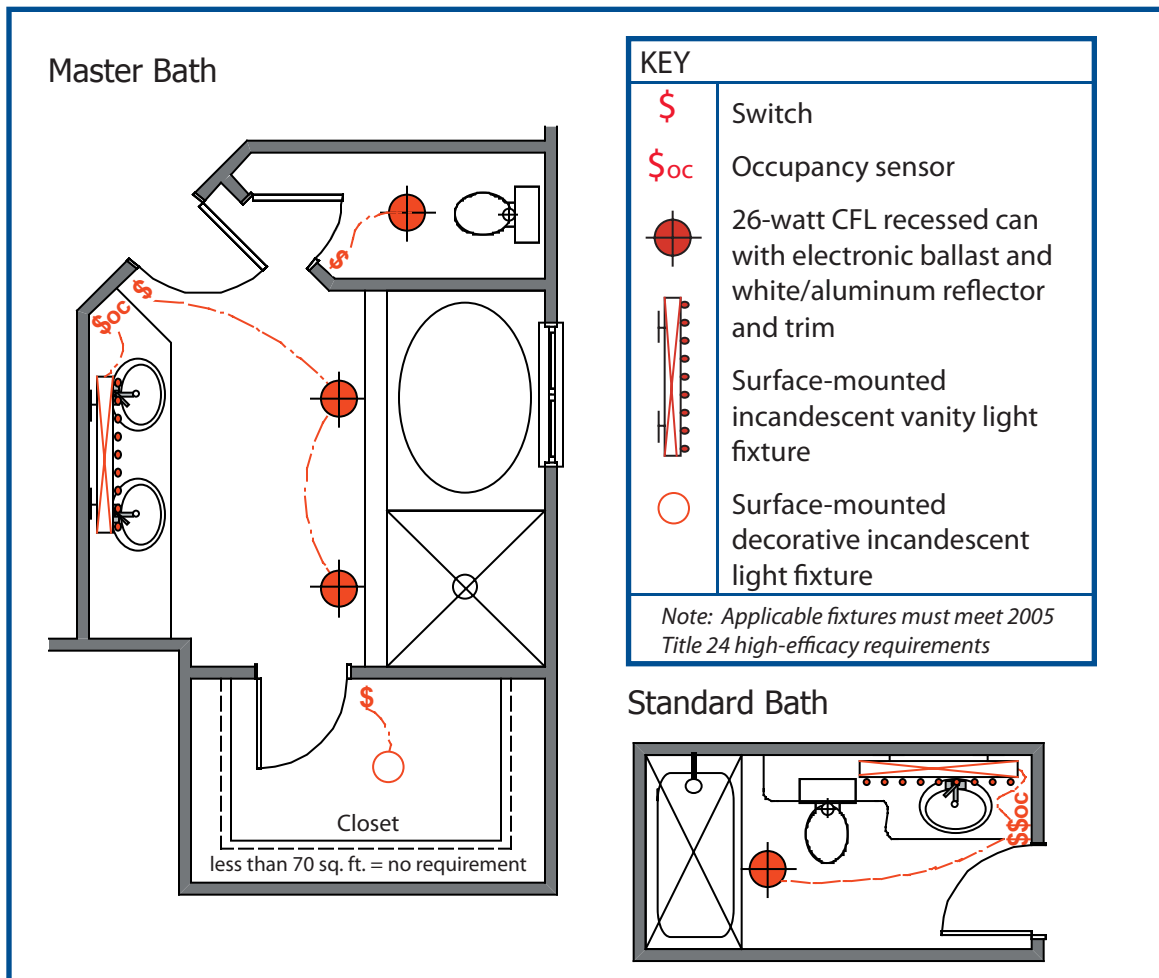 Master Bath
$
$
$oc
$
Closet
less than 70 sq. ft. = no requirement
KEY
$ Switch
$oc Occupancy sensor
26-watt CFL recessed can
with electronic ballast and
white/aluminum reflector
and trim
Surface-mounted
incandescent vanity light
fixture
Surface-mounted
decorative incandescent
light fixture
Note: Applicable fixtures must meet 2005
Title 24 high-efficacy requirements
Standard Bath
$$oc